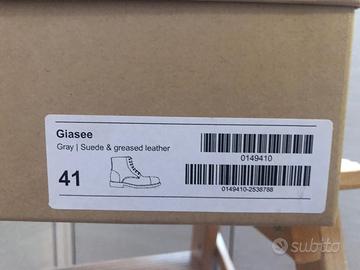 Giasee
Gray | Suede & greased leather
41
0149410
0149410-2538788
subito